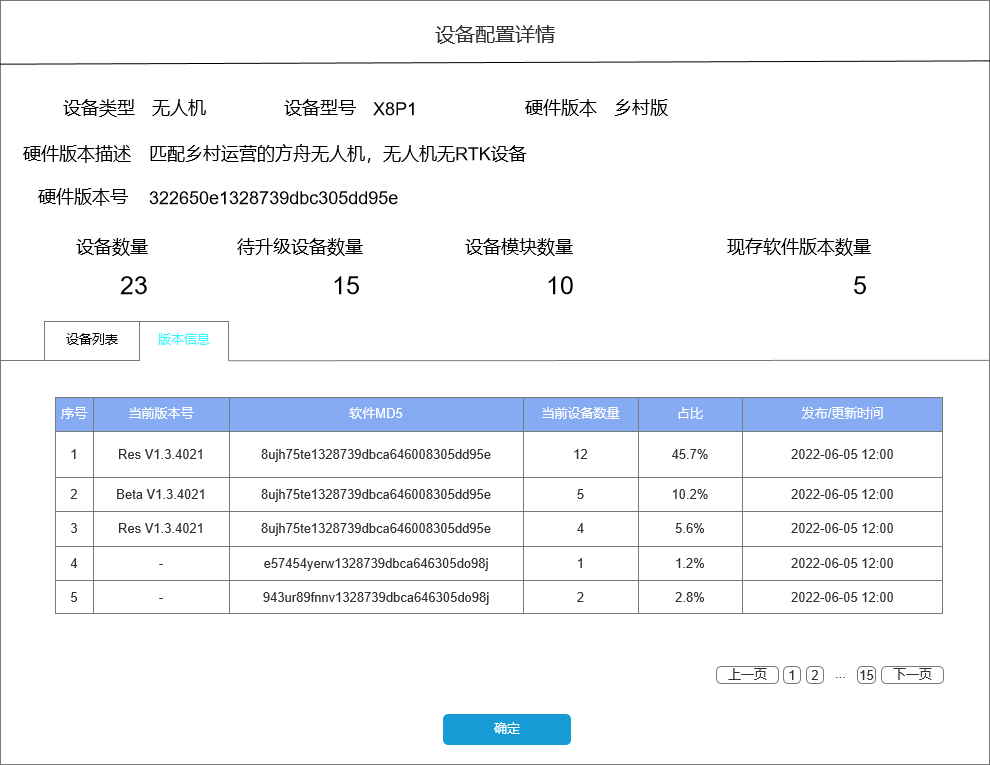 设备配置详情
设备类型 无人机 设备型号 X8P1 硬件版本 乡村版
硬件版本描述 匹配乡村运营的方舟无人机，无人机无RTK设备
硬件版本号 322650e1328739dbc305dd95e
设备数量 待升级设备数量 设备模块数量 现存软件版本数量
23 15 10 5
设备列表 版本信息
序号 当前版本号 软件MD5 当前设备数量 占比 发布/更新时间
1 Res V1.3.4021 8ujh75te1328739dbca646008305dd95e 12 45.7% 2022-06-05 12:00
2 Beta V1.3.4021 8ujh75te1328739dbca646008305dd95e 5 10.2% 2022-06-05 12:00
3 Res V1.3.4021 8ujh75te1328739dbca646008305dd95e 4 5.6% 2022-06-05 12:00
4 - e57454yerw1328739dbca646305do98j 1 1.2% 2022-06-05 12:00
5 - 943ur89fnnv1328739dbca646305do98j 2 2.8% 2022-06-05 12:00
上一页 1 2 ... 15 下一页
确定